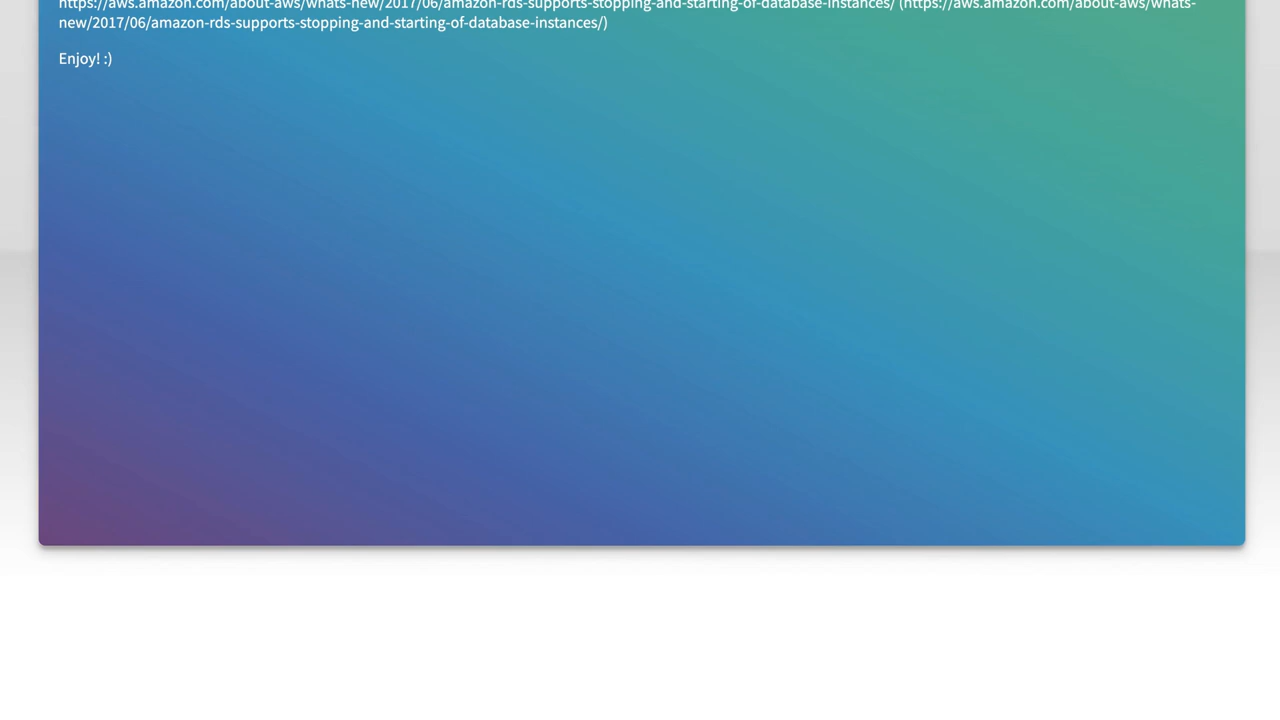 https://aws.amazon.com/about-aws/whats-new/2017/06/amazon-rds-supports-stopping-and-starting-of-database-instances/ (https://aws.amazon.com/about-aws/whats-
new/2017/06/amazon-rds-supports-stopping-and-starting-of-database-instances/)
Enjoy! :)